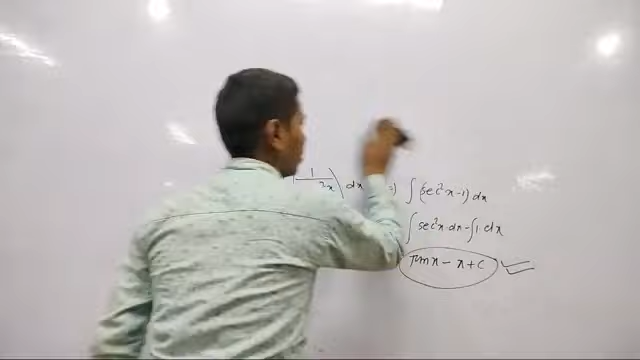 1/²x dx => ∫(sec²x-1)dx
∫sec²x dx - ∫1.dx
Tanx - x + c